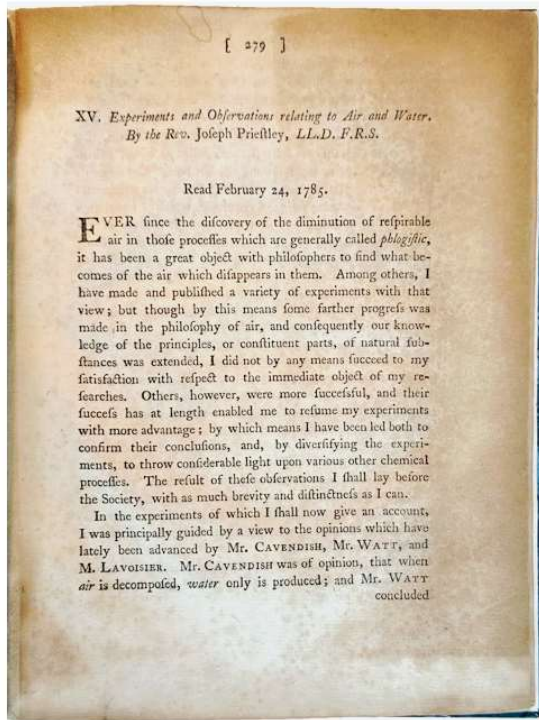 [ 279 ]
XV. Experiments and Obſervations relating to Air and Water.
By the Rev. Joſeph Prieſtley, LL.D. F.R.S.
Read February 24, 1785.
EVER ſince the diſcovery of the diminution of reſpirable
air in thoſe proceſſes which are generally called phlogiſtic,
it has been a great object with philoſophers to find what be-
comes of the air which diſappears in them. Among others, I
have made and publiſhed a variety of experiments with that
view; but though by this means ſome farther progreſs was
made in the philoſophy of air, and conſequently our know-
ledge of the principles, or conſtituent parts, of natural ſub-
ſtances was extended, I did not by any means ſucceed to my
ſatisfaction with reſpect to the immediate object of my re-
ſearches. Others, however, were more ſucceſsful, and their
ſucceſs has at length enabled me to reſume my experiments
with more advantage; by which means I have been led both to
confirm their concluſions, and, by diverſifying the experi-
ments, to throw conſiderable light upon various other chemical
proceſſes. The reſult of theſe obſervations I ſhall lay before
the Society, with as much brevity and diſtinctneſs as I can.
In the experiments of which I ſhall now give an account,
I was principally guided by a view to the opinions which have
lately been advanced by Mr. CAVENDISH, Mr. WATT, and
M. LAVOISIER. Mr. CAVENDISH was of opinion, that when
air is decompoſed, water only is produced; and Mr. WATT
concluded